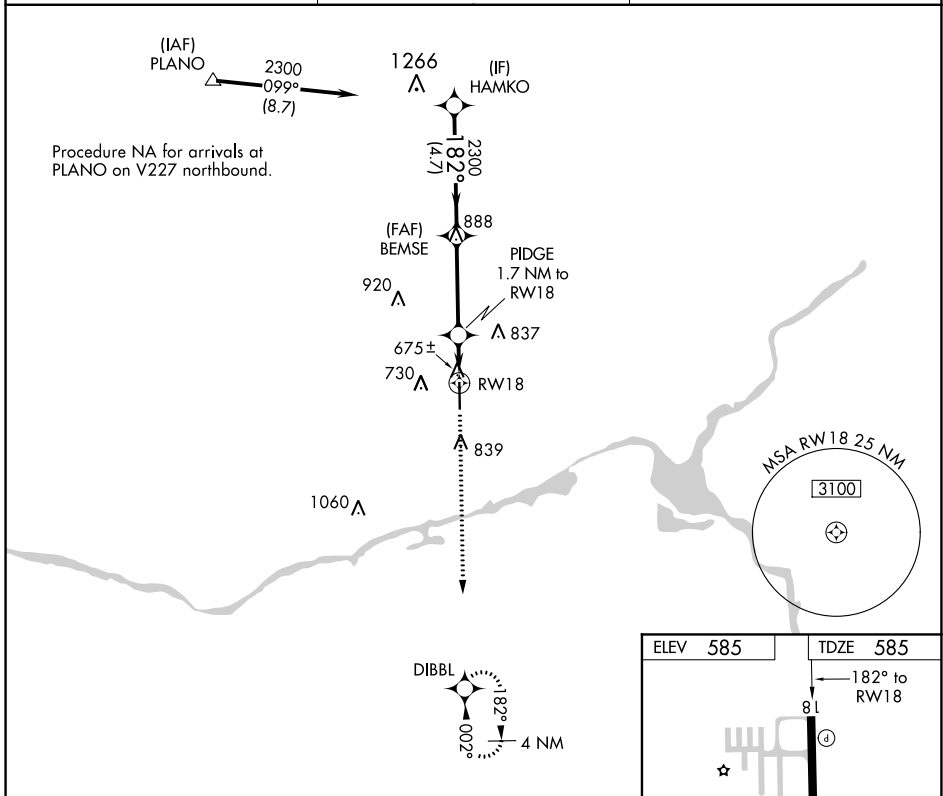 (IAF)
PLANO
2300
099°
(8.7)
1266
(IF)
HAMKO
Procedure NA for arrivals at
PLANO on V227 northbound.
2300
182°
(4.7)
(FAF)
BEMSE
888
PIDGE
1.7 NM to
RW18
920
837
675±
730
RW18
839
1060
MSA RW18 25 NM
3100
DIBBL
182°
002°
4 NM
ELEV 585
TDZE 585
182° to
RW18
18
P